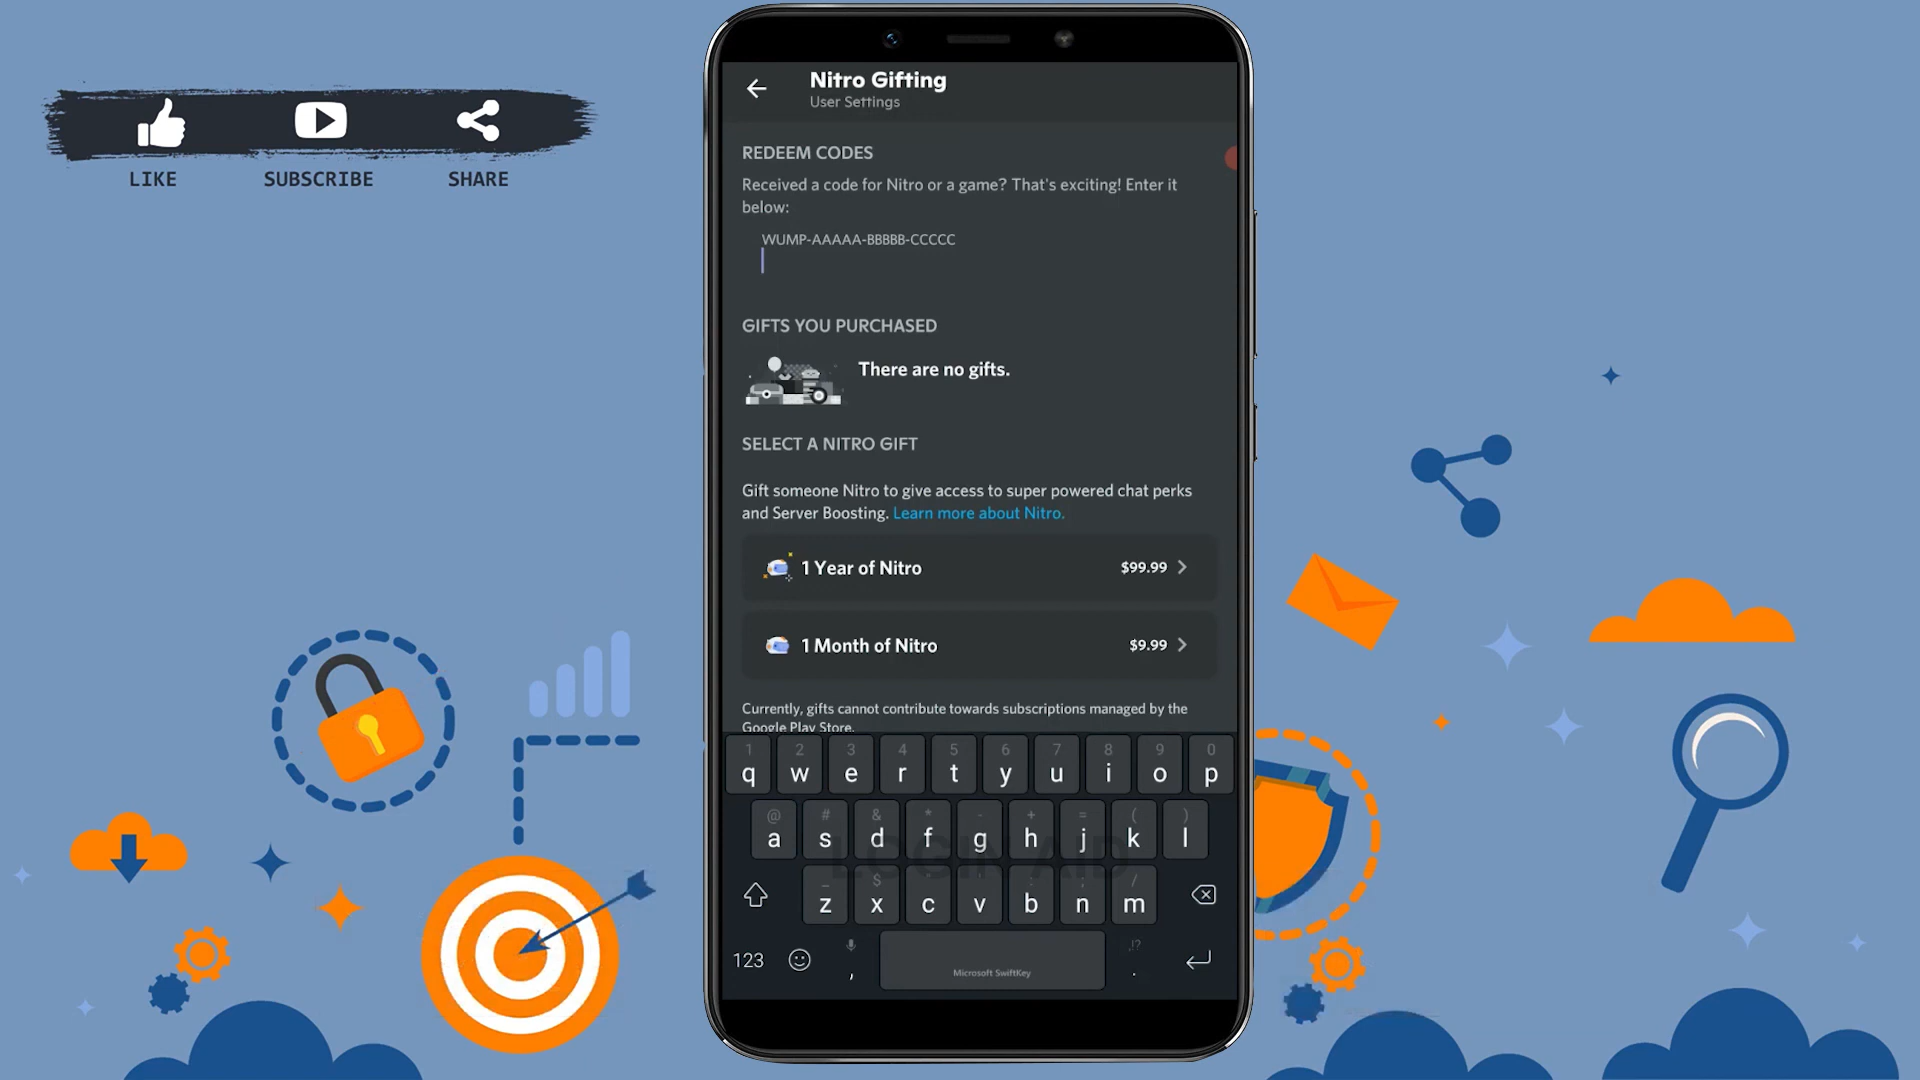 LIKE
SUBSCRIBE
SHARE
Nitro Gifting
User Settings
REDEEM CODES
Received a code for Nitro or a game? That's exciting! Enter it
below:
WUMP-AAAAA-BBBBB-CCCCC
GIFTS YOU PURCHASED
There are no gifts.
SELECT A NITRO GIFT
Gift someone Nitro to give access to super powered chat perks
and Server Boosting. Learn more about Nitro.
1 Year of Nitro $99.99
1 Month of Nitro $9.99
Currently, gifts cannot contribute towards subscriptions managed by the
Google Play Store.
1 2 3 4 5 6 7 8 9 0
q w e r t y u i o p
@ # & * - + = ( )
a s d f g h j k l
LOGIN AID
_ $ " ' : ; /
z x c v b n m
,!?
123 , Microsoft SwiftKey .